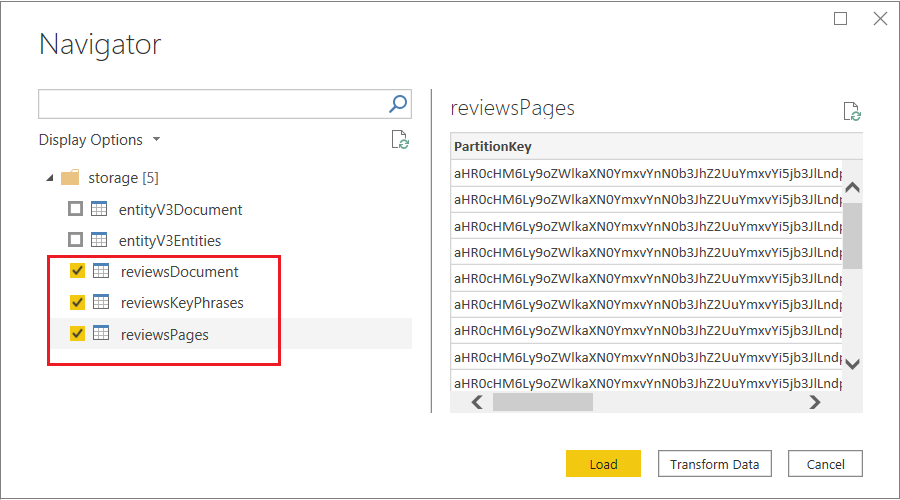 Navigator
Display Options
storage [5]
entityV3Document
entityV3Entities
reviewsDocument
reviewsKeyPhrases
reviewsPages
reviewsPages
PartitionKey
aHR0cHM6Ly9oZWlkaXN0YmxvYnN0b3JhZ2UuYmxvYi5jb3JlLndp
aHR0cHM6Ly9oZWlkaXN0YmxvYnN0b3JhZ2UuYmxvYi5jb3JlLndp
aHR0cHM6Ly9oZWlkaXN0YmxvYnN0b3JhZ2UuYmxvYi5jb3JlLndp
aHR0cHM6Ly9oZWlkaXN0YmxvYnN0b3JhZ2UuYmxvYi5jb3JlLndp
aHR0cHM6Ly9oZWlkaXN0YmxvYnN0b3JhZ2UuYmxvYi5jb3JlLndp
aHR0cHM6Ly9oZWlkaXN0YmxvYnN0b3JhZ2UuYmxvYi5jb3JlLndp
aHR0cHM6Ly9oZWlkaXN0YmxvYnN0b3JhZ2UuYmxvYi5jb3JlLndp
aHR0cHM6Ly9oZWlkaXN0YmxvYnN0b3JhZ2UuYmxvYi5jb3JlLndp
aHR0cHM6Ly9oZWlkaXN0YmxvYnN0b3JhZ2UuYmxvYi5jb3JlLndp
Load
Transform Data
Cancel